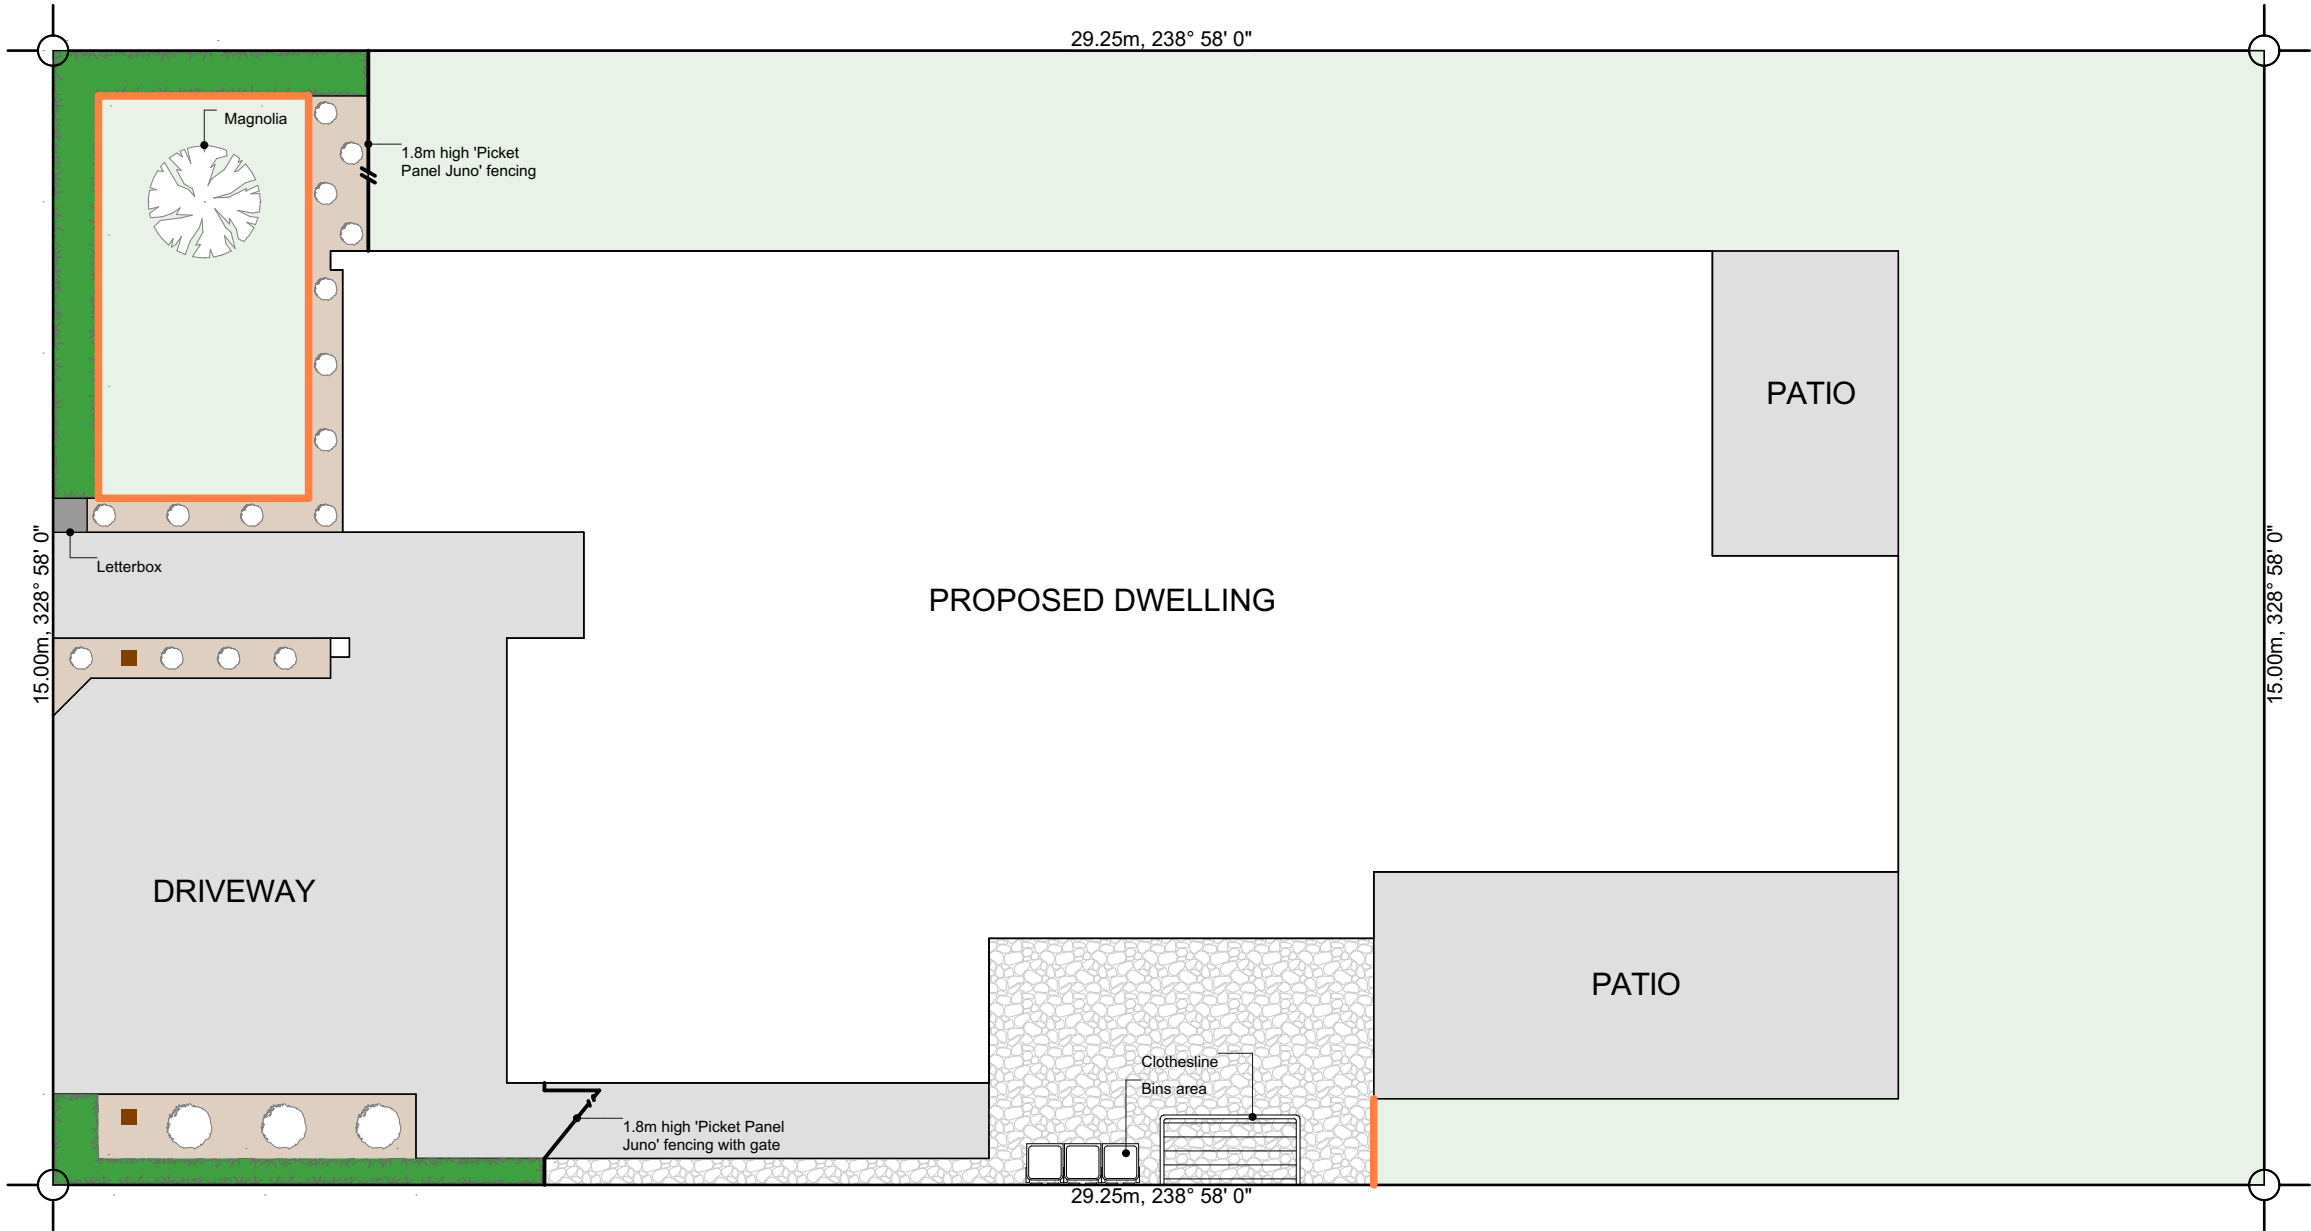 29.25m, 238° 58' 0"
Magnolia
1.8m high 'Picket
Panel Juno' fencing
PATIO
15.00m, 328° 58' 0"
15.00m, 328° 58' 0"
Letterbox
PROPOSED DWELLING
DRIVEWAY
PATIO
Clothesline
Bins area
1.8m high 'Picket Panel
Juno' fencing with gate
29.25m, 238° 58' 0"